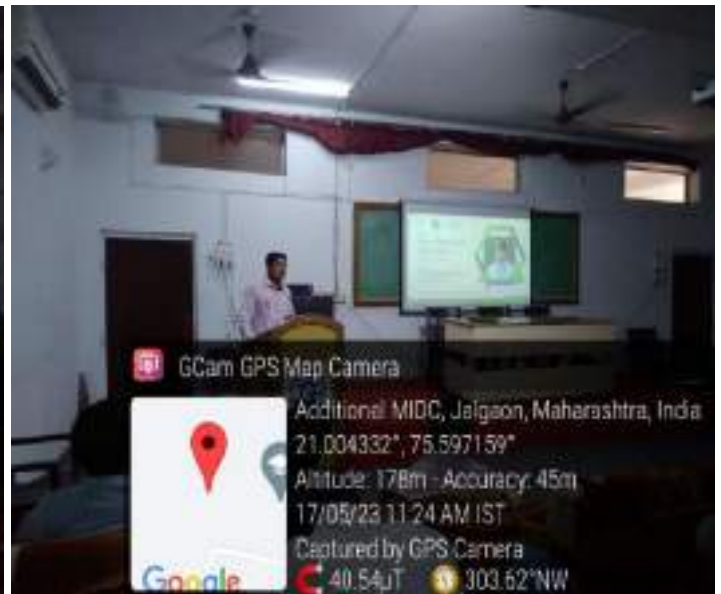 GCam GPS Map Camera
Additional MIDC, Jalgaon, Maharashtra, India
21.004332°, 75.597159°
Altitude: 178m - Accuracy: 45m
17/05/23 11:24 AM IST
Captured by GPS Camera
Google
40.54µT
303.62°NW